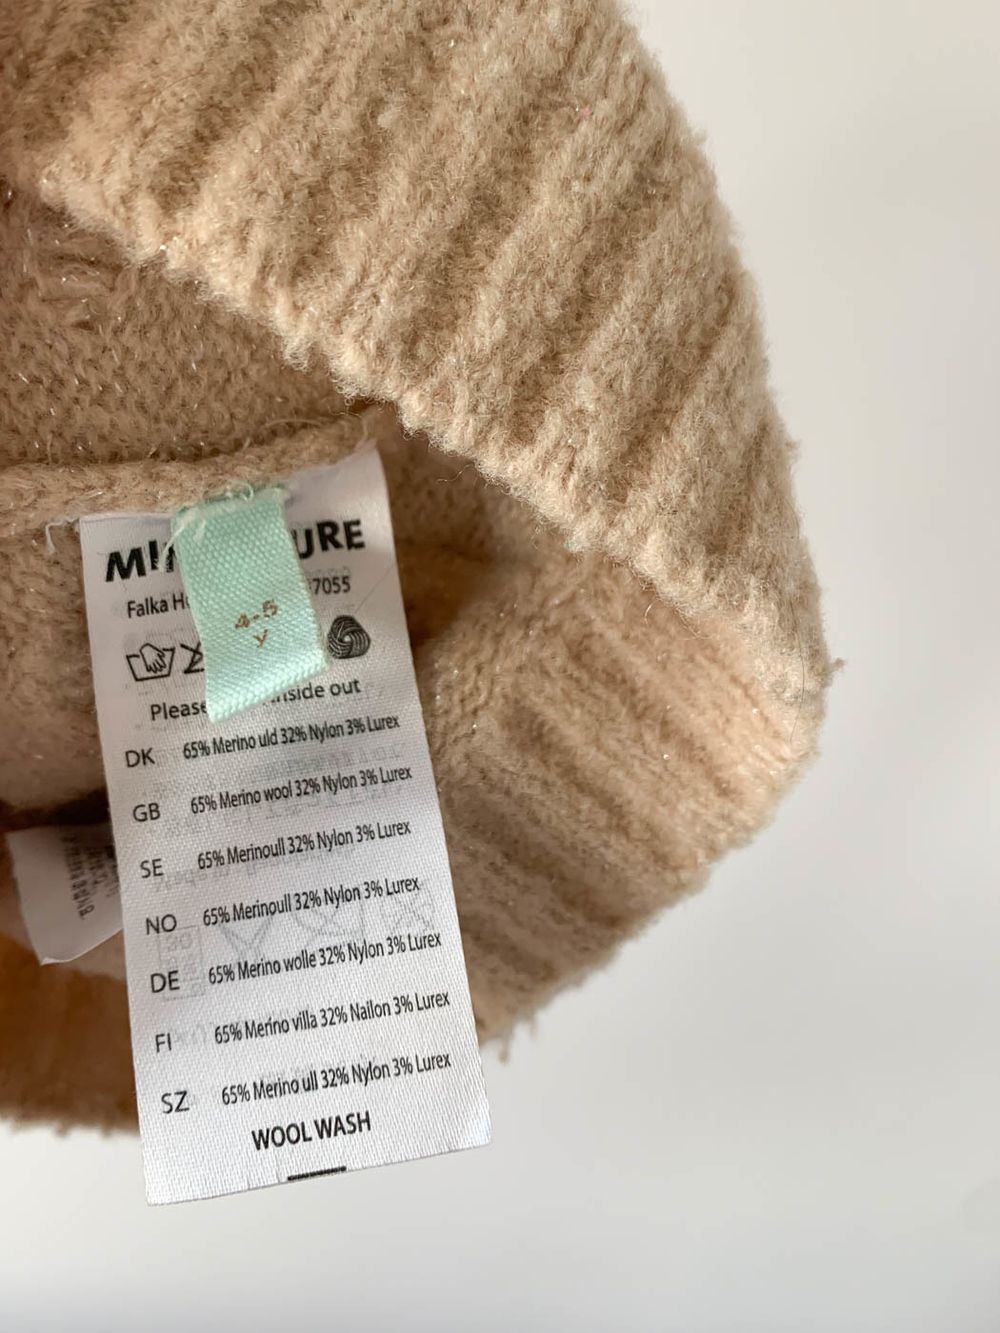 Falka
7055
4-5
Y
inside out
DK 65% Merino uld 32% Nylon 3% Lurex
GB 65% Merino wool 32% Nylon 3% Lurex
SE 65% Merinoull 32% Nylon 3% Lurex
NO 65% Merinoull 32% Nylon 3% Lurex
DE 65% Merino wolle 32% Nylon 3% Lurex
FI 65% Merino villa 32% Nailon 3% Lurex
SZ 65% Merino ull 32% Nylon 3% Lurex
WOOL WASH